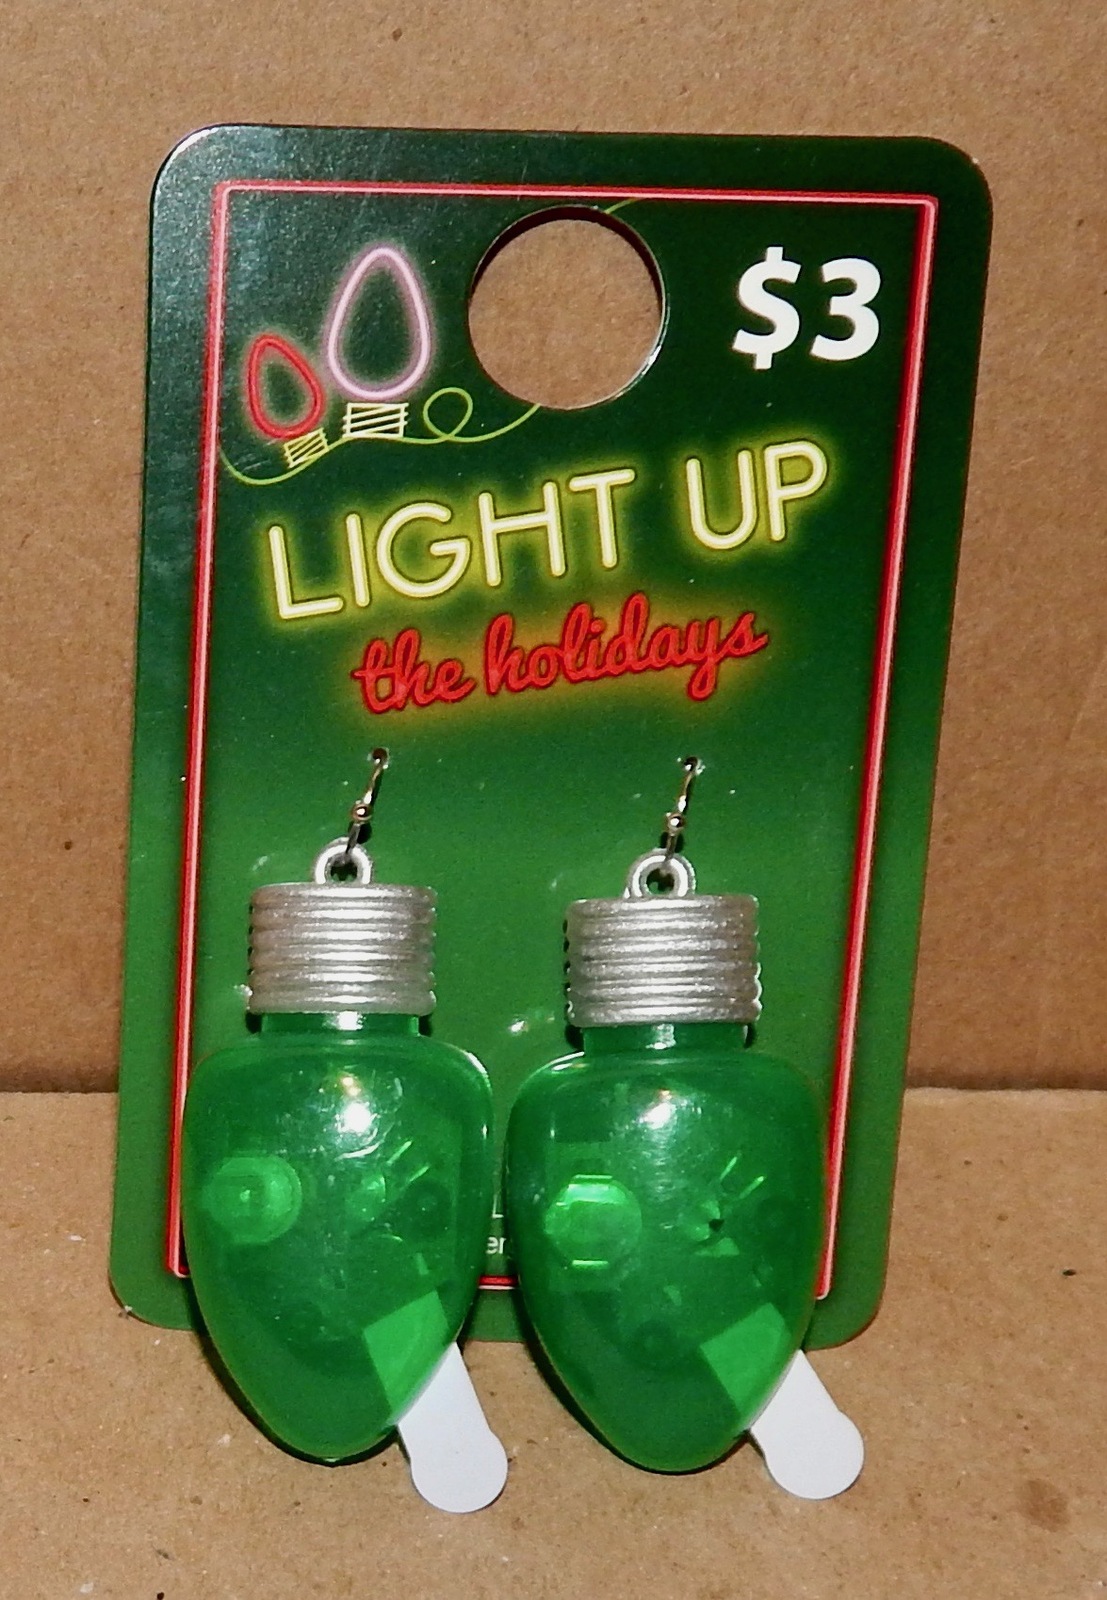 $3
LIGHT UP
the holidays